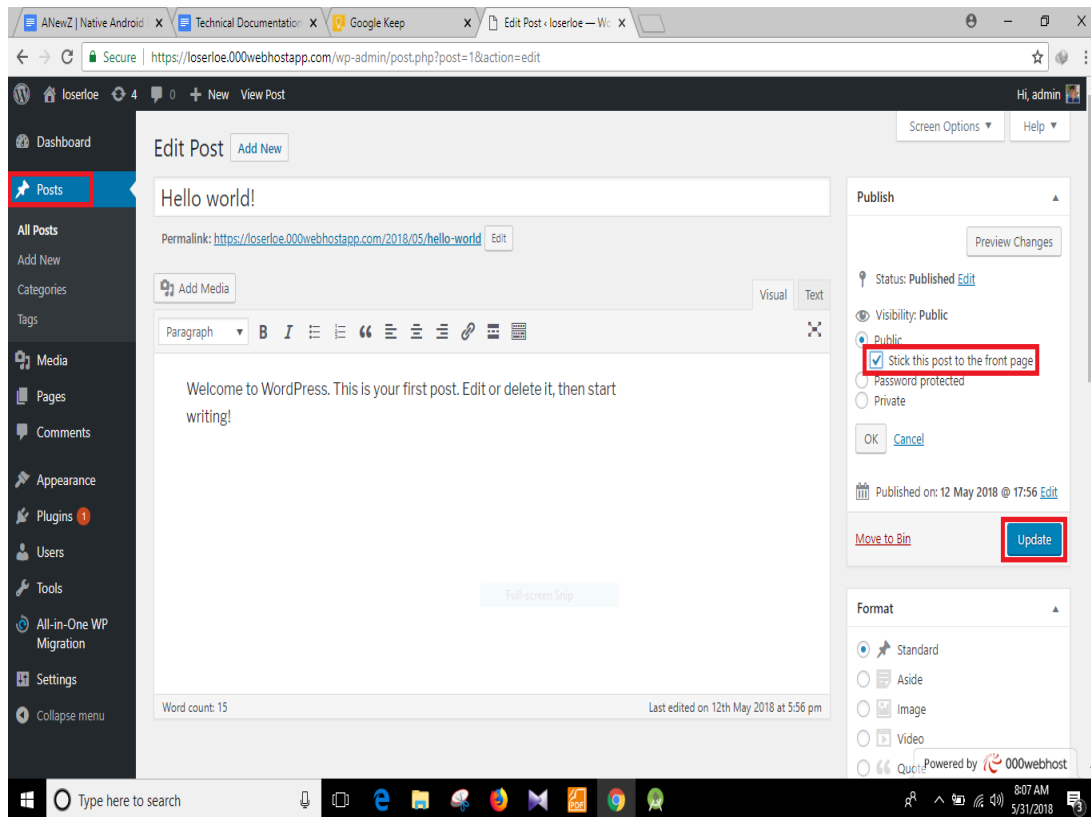 ANewZ | Native Android
Technical Documentation
Google Keep
Edit Post ‹ loserloe — Wo
Secure | https://loserloe.000webhostapp.com/wp-admin/post.php?post=1&action=edit
loserloe 4 0 New View Post
Hi, admin
Screen Options ▼ Help ▼
Dashboard
Posts
All Posts
Add New
Categories
Tags
Media
Pages
Comments
Appearance
Plugins 1
Users
Tools
All-in-One WP
Migration
Settings
Collapse menu
Edit Post Add New
Hello world!
Permalink: https://loserloe.000webhostapp.com/2018/05/hello-world Edit
Add Media
Visual Text
Paragraph ▼ B I
Welcome to WordPress. This is your first post. Edit or delete it, then start
writing!
Full-screen Snip
Word count: 15
Last edited on 12th May 2018 at 5:56 pm
Publish
Preview Changes
Status: Published Edit
Visibility: Public
Public
Stick this post to the front page
Password protected
Private
OK Cancel
Published on: 12 May 2018 @ 17:56 Edit
Move to Bin
Update
Format
Standard
Aside
Image
Video
Quote
Powered by 000webhost
Type here to search
PDF
8:07 AM
5/31/2018
3